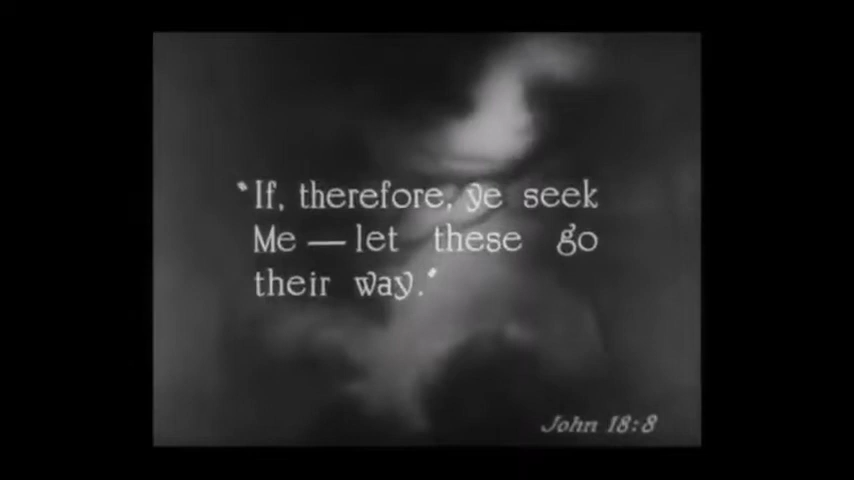 "If, therefore, ye seek
Me — let these go
their way."
John 18:8